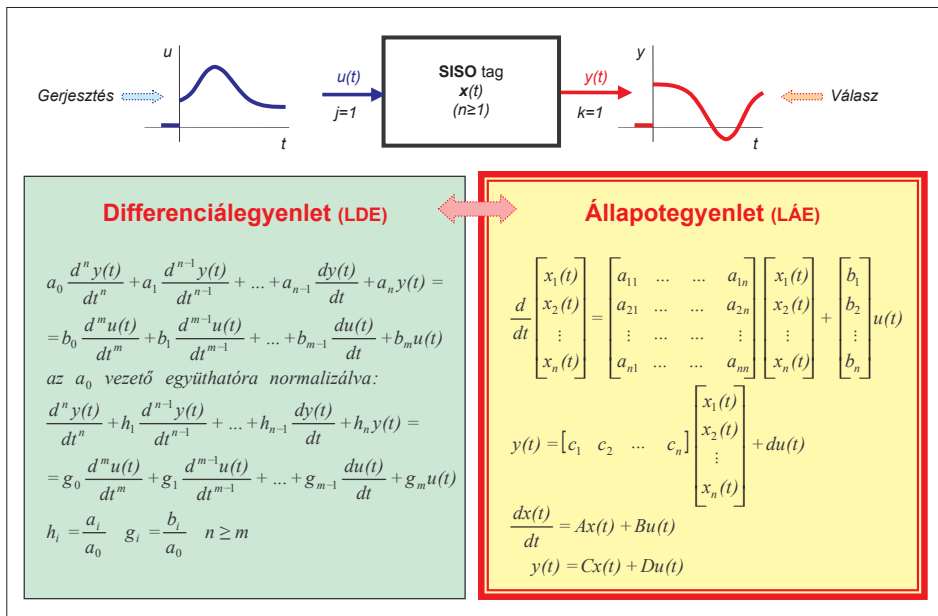 u
Gerjesztés
t
u(t)
j=1
SISO tag
x(t)
(n≥1)
y(t)
k=1
y
t
Válasz
Differenciálegyenlet (LDE)
a₀ dⁿy(t)/dtⁿ + a₁ dⁿ⁻¹y(t)/dtⁿ⁻¹ + ... + aₙ₋₁ dy(t)/dt + aₙ y(t) =
= b₀ dᵐu(t)/dtᵐ + b₁ dᵐ⁻¹u(t)/dtᵐ⁻¹ + ... + bₘ₋₁ du(t)/dt + bₘ u(t)
az a₀ vezető együthatóra normalizálva:
dⁿy(t)/dtⁿ + h₁ dⁿ⁻¹y(t)/dtⁿ⁻¹ + ... + hₙ₋₁ dy(t)/dt + hₙ y(t) =
= g₀ dᵐu(t)/dtᵐ + g₁ dᵐ⁻¹u(t)/dtᵐ⁻¹ + ... + gₘ₋₁ du(t)/dt + gₘ u(t)
hᵢ = aᵢ/a₀ gᵢ = bᵢ/a₀ n ≥ m
Állapotegyenlet (LÁE)
d/dt [x₁(t) x₂(t) ⋮ xₙ(t)] = [a₁₁ ... ... a₁ₙ a₂₁ ... ... a₂ₙ ⋮ ... ... ⋮ aₙ₁ ... ... aₙₙ] [x₁(t) x₂(t) ⋮ xₙ(t)] + [b₁ b₂ ⋮ bₙ] u(t)
y(t) = [c₁ c₂ ... cₙ] [x₁(t) x₂(t) ⋮ xₙ(t)] + du(t)
dx(t)/dt = Ax(t) + Bu(t)
y(t) = Cx(t) + Du(t)